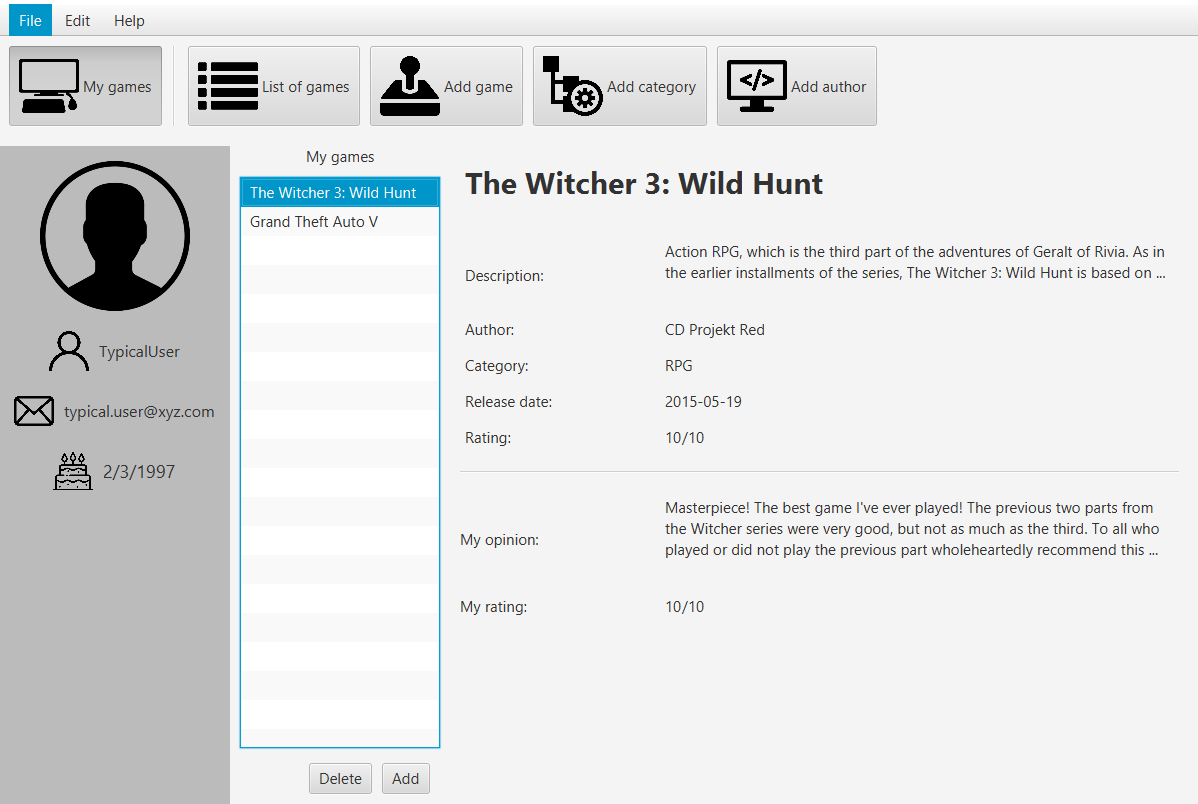 File Edit Help
My games
List of games
Add game
Add category
</> Add author
TypicalUser
typical.user@xyz.com
2/3/1997
My games
The Witcher 3: Wild Hunt
Grand Theft Auto V
Delete
Add
The Witcher 3: Wild Hunt
Description:
Action RPG, which is the third part of the adventures of Geralt of Rivia. As in
the earlier installments of the series, The Witcher 3: Wild Hunt is based on ...
Author: CD Projekt Red
Category: RPG
Release date: 2015-05-19
Rating: 10/10
My opinion:
Masterpiece! The best game I've ever played! The previous two parts from
the Witcher series were very good, but not as much as the third. To all who
played or did not play the previous part wholeheartedly recommend this ...
My rating: 10/10